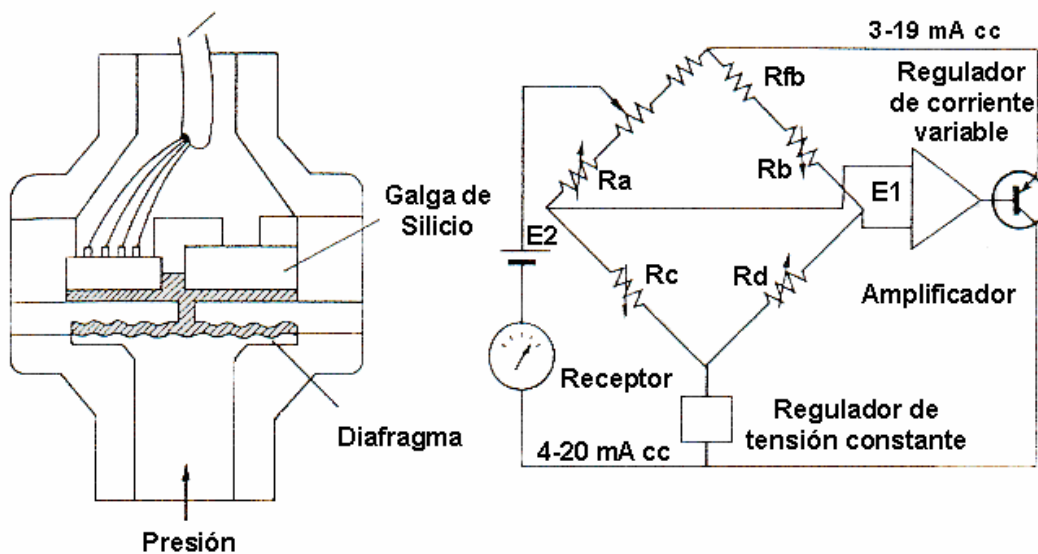 Galga de
Silicio
Diafragma
Presión
3-19 mA cc
Regulador
de corriente
variable
Rfb
Ra
Rb
E1
E2
Rc
Rd
Amplificador
Receptor
Regulador de
tensión constante
4-20 mA cc